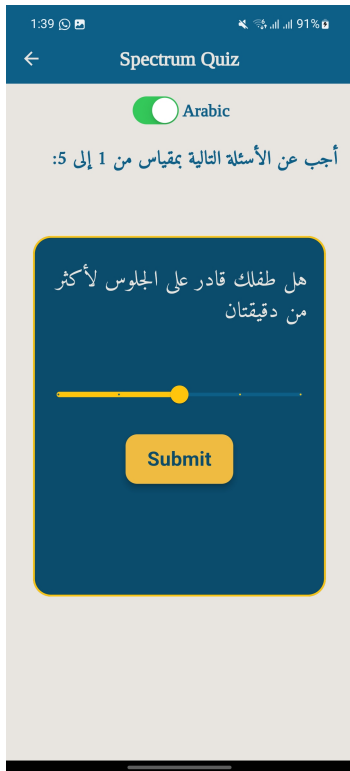 1:39
91%
Spectrum Quiz
Arabic
أجب عن الأسئلة التالية بمقياس من 1 إلى 5:
هل طفلك قادر على الجلوس لأكثر
من دقيقتان
Submit